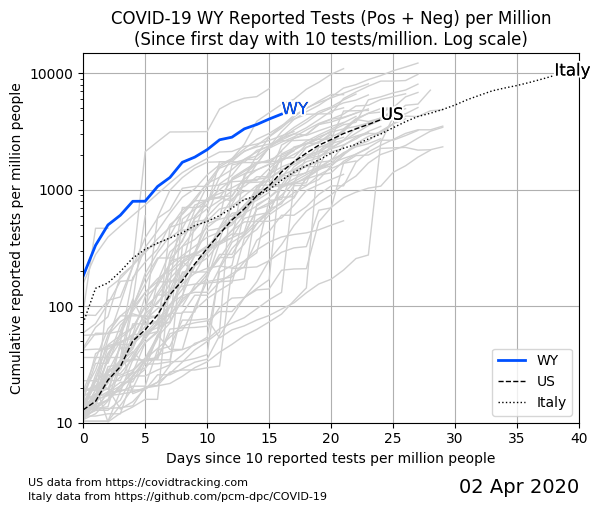 COVID-19 WY Reported Tests (Pos + Neg) per Million
(Since first day with 10 tests/million. Log scale)
Cumulative reported tests per million people
10000
1000
100
10
Italy
WY
US
WY
US
Italy
0 5 10 15 20 25 30 35 40
Days since 10 reported tests per million people
US data from https://covidtracking.com
Italy data from https://github.com/pcm-dpc/COVID-19
02 Apr 2020